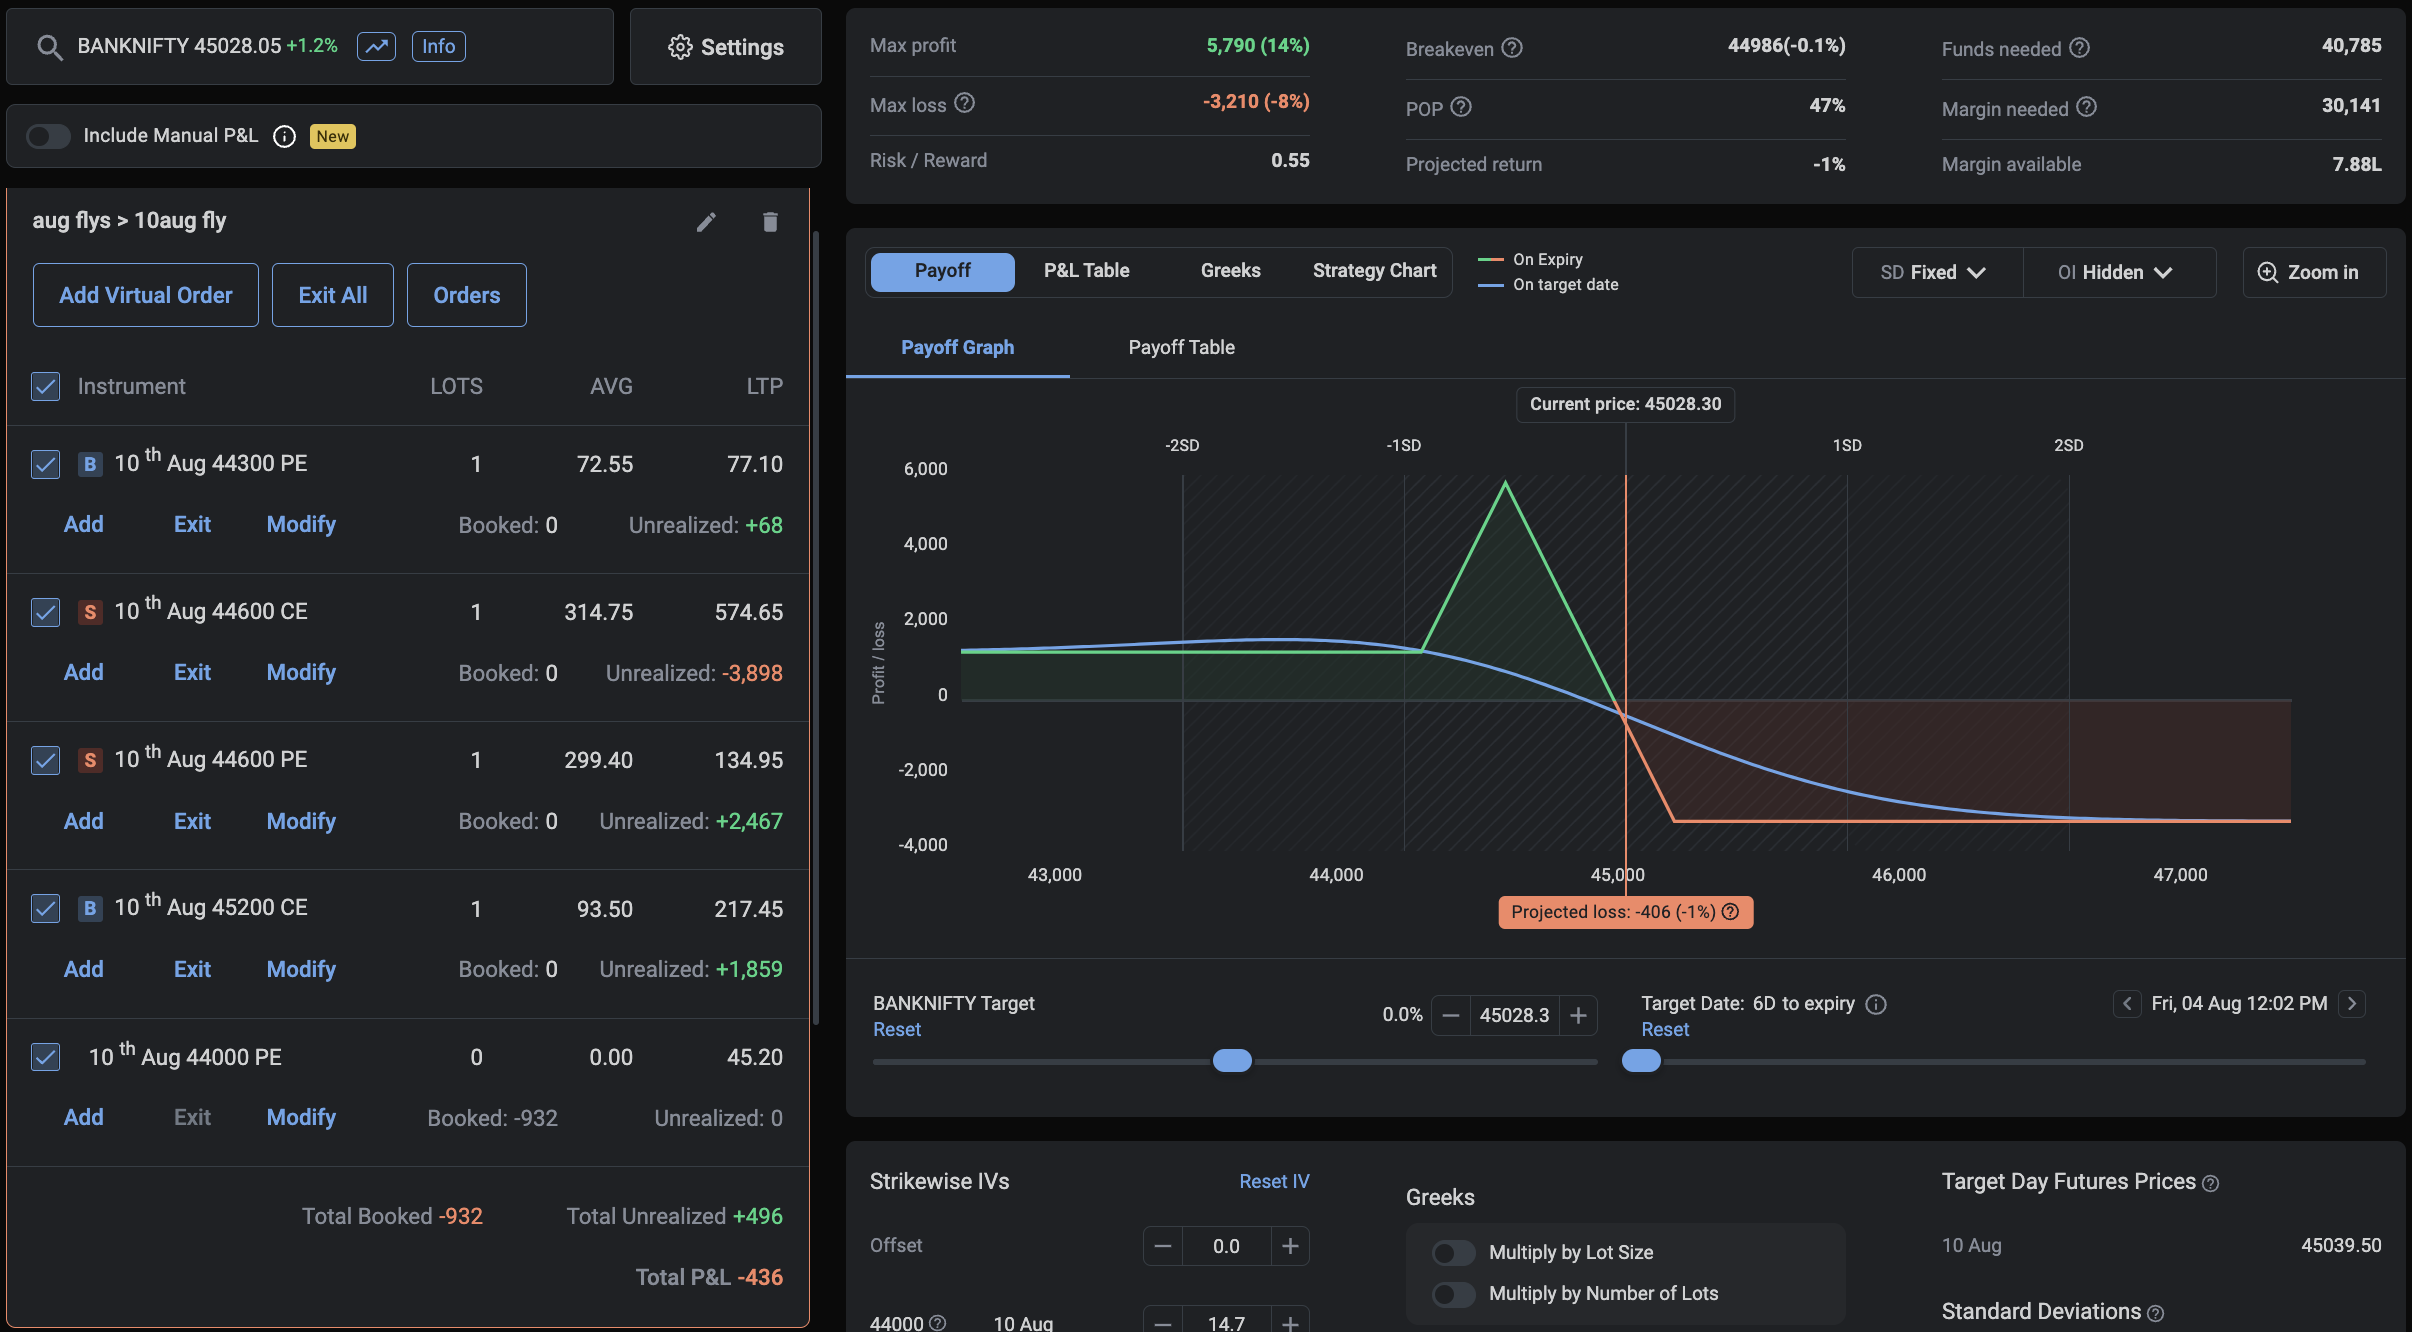 BANKNIFTY 45028.05 +1.2% Info
Settings
Include Manual P&L New
aug flys > 10aug fly
Add Virtual Order Exit All Orders
Instrument LOTS AVG LTP
B 10 th Aug 44300 PE 1 72.55 77.10
Add Exit Modify Booked: 0 Unrealized: +68
S 10 th Aug 44600 CE 1 314.75 574.65
Add Exit Modify Booked: 0 Unrealized: -3,898
S 10 th Aug 44600 PE 1 299.40 134.95
Add Exit Modify Booked: 0 Unrealized: +2,467
B 10 th Aug 45200 CE 1 93.50 217.45
Add Exit Modify Booked: 0 Unrealized: +1,859
10 th Aug 44000 PE 0 0.00 45.20
Add Exit Modify Booked: -932 Unrealized: 0
Total Booked -932 Total Unrealized +496
Total P&L -436
Max profit 5,790 (14%) Breakeven 44986(-0.1%) Funds needed 40,785
Max loss -3,210 (-8%) POP 47% Margin needed 30,141
Risk / Reward 0.55 Projected return -1% Margin available 7.88L
Payoff P&L Table Greeks Strategy Chart
On Expiry
On target date
SD Fixed OI Hidden Zoom in
Payoff Graph Payoff Table
Current price: 45028.30
-2SD -1SD 1SD 2SD
6,000
4,000
2,000
0
-2,000
-4,000
Profit / loss
43,000 44,000 45,000 46,000 47,000
Projected loss: -406 (-1%)
BANKNIFTY Target 0.0% 45028.3
Reset
Target Date: 6D to expiry Fri, 04 Aug 12:02 PM
Reset
Strikewise IVs Reset IV
Offset 0.0
44000 10 Aug 14.7
Greeks
Multiply by Lot Size
Multiply by Number of Lots
Target Day Futures Prices
10 Aug 45039.50
Standard Deviations